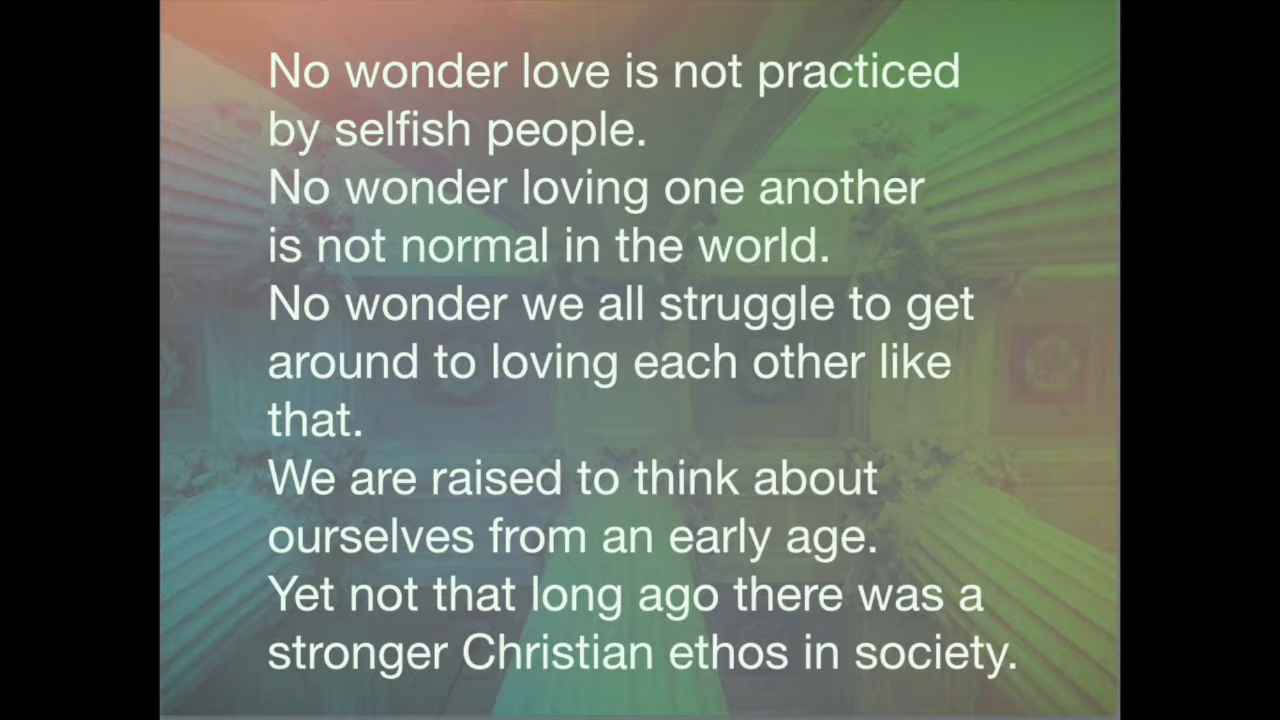 No wonder love is not practiced
by selfish people.
No wonder loving one another
is not normal in the world.
No wonder we all struggle to get
around to loving each other like
that.
We are raised to think about
ourselves from an early age.
Yet not that long ago there was a
stronger Christian ethos in society.